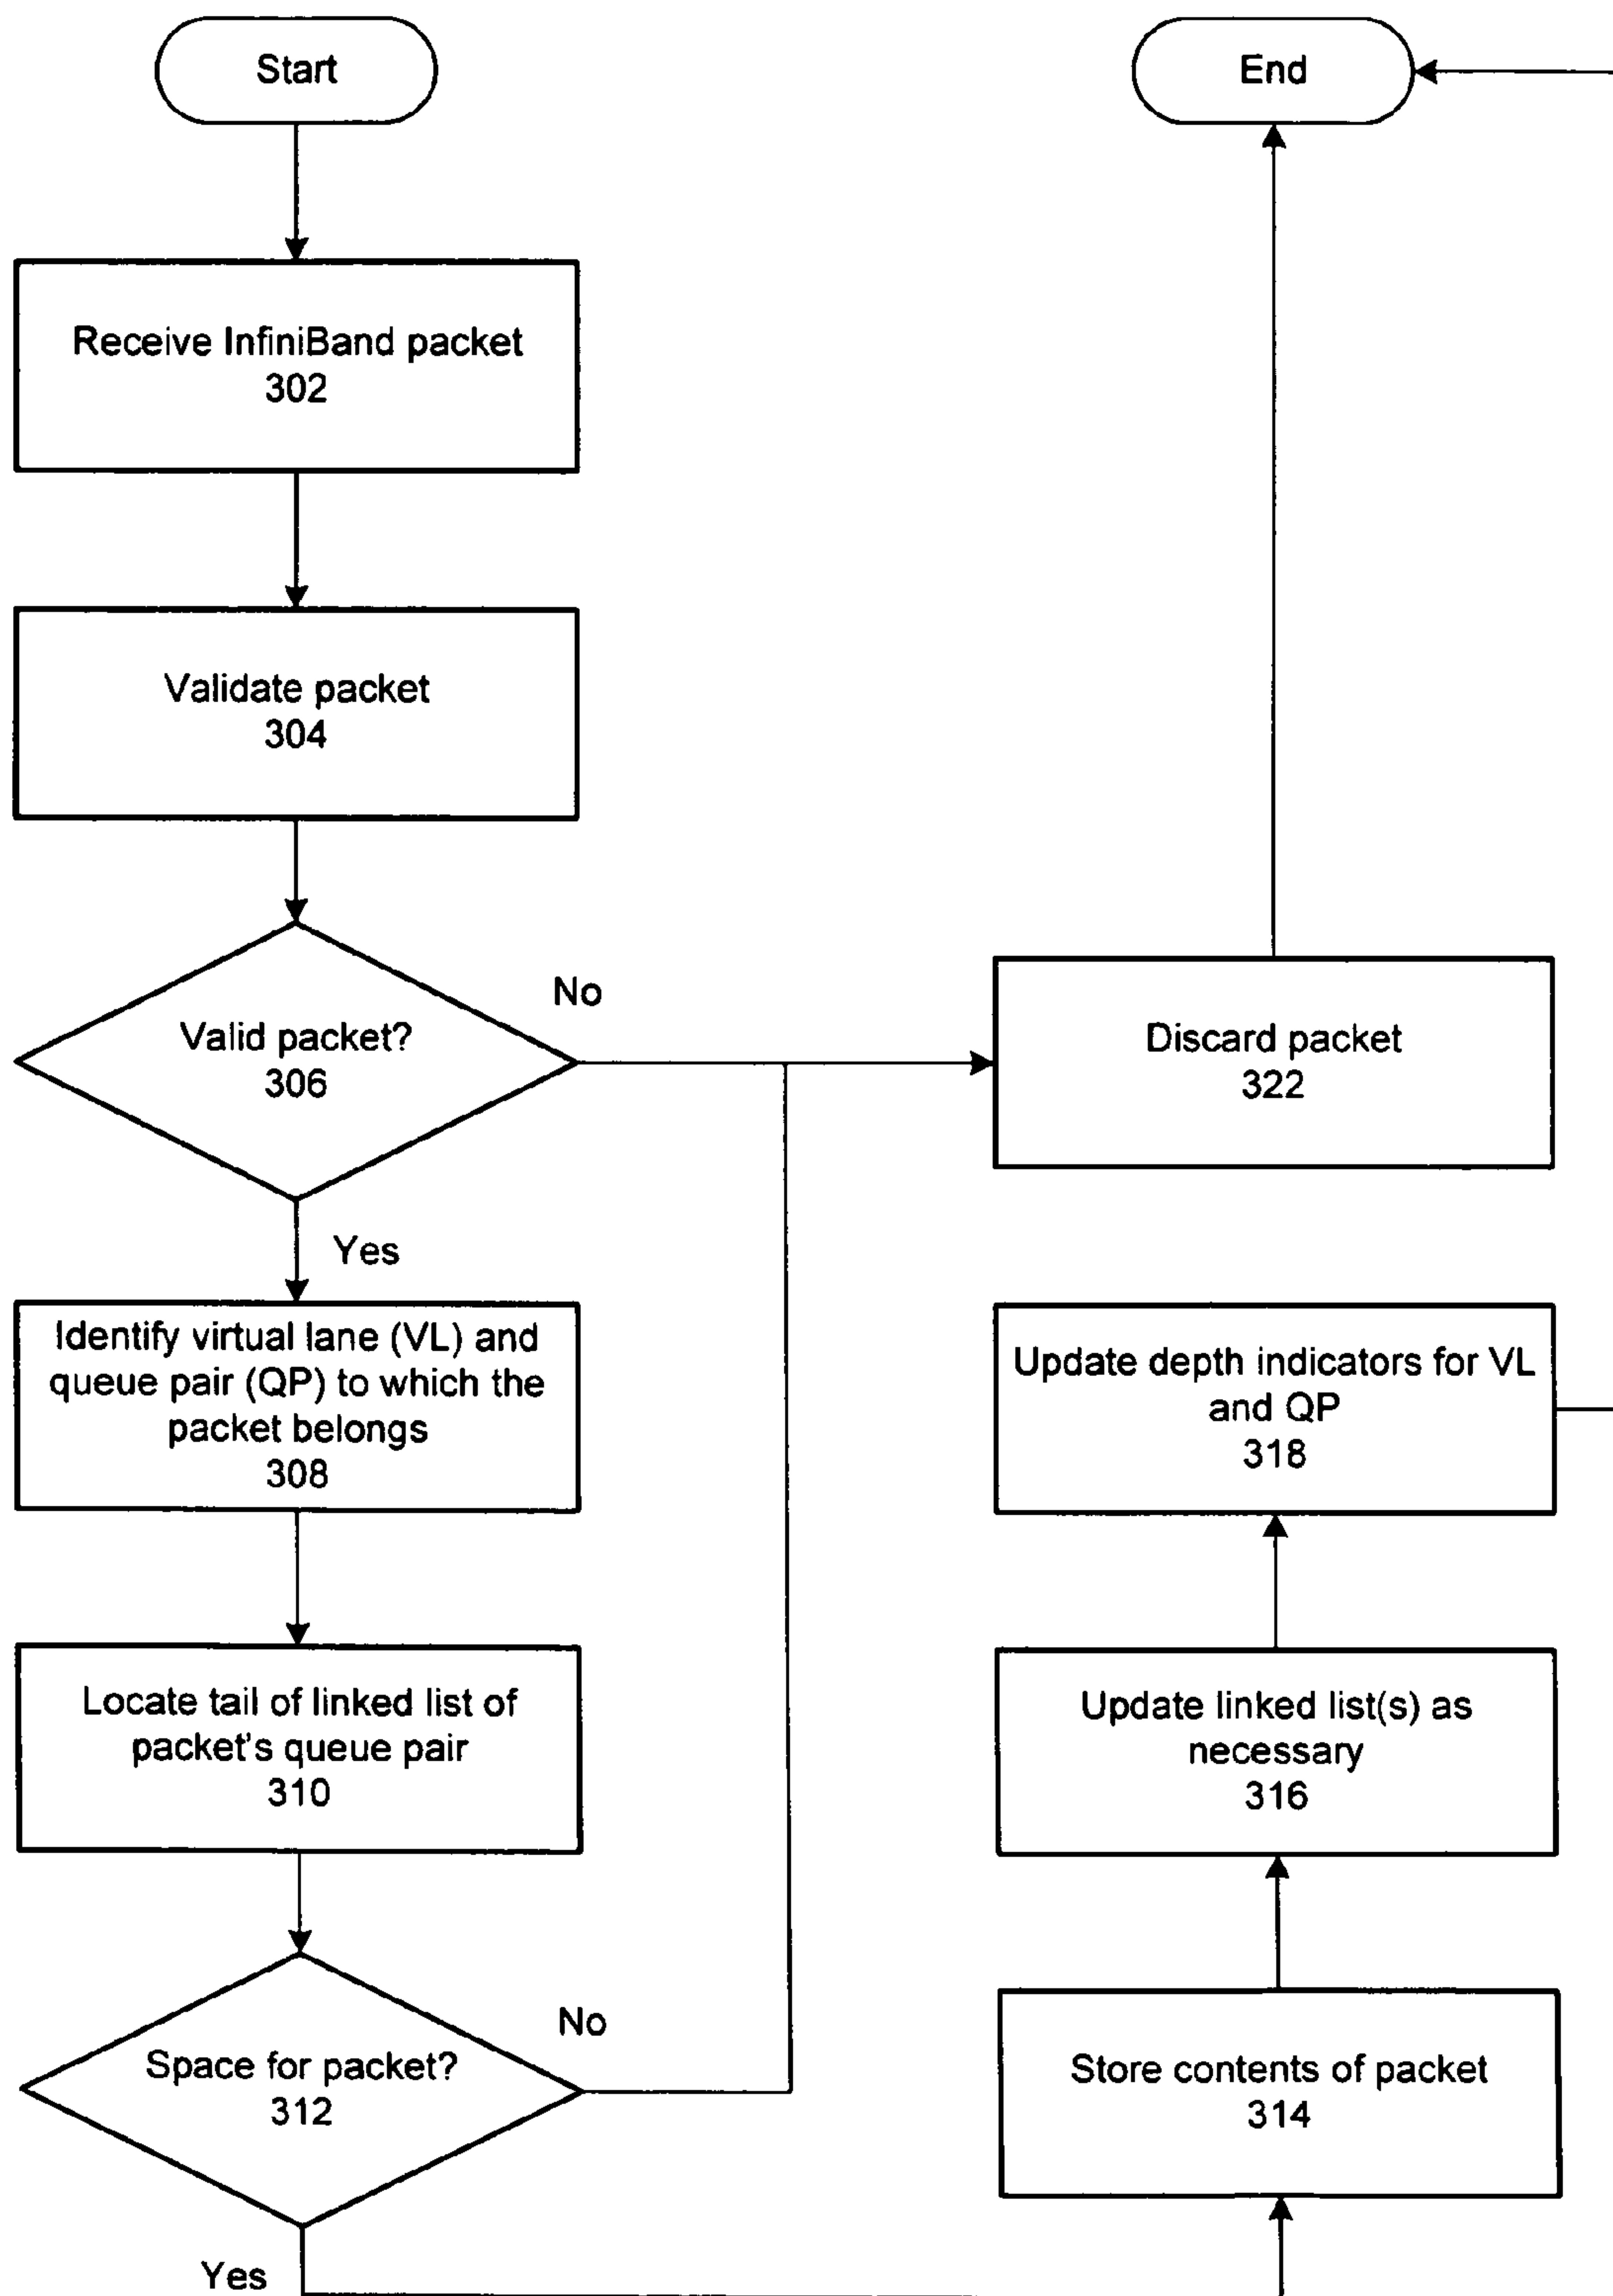 Start
Receive InfiniBand packet
302
Validate packet
304
Valid packet?
306
No
Yes
Identify virtual lane (VL) and
queue pair (QP) to which the
packet belongs
308
Locate tail of linked list of
packet's queue pair
310
Space for packet?
312
No
Yes
End
Discard packet
322
Update depth indicators for VL
and QP
318
Update linked list(s) as
necessary
316
Store contents of packet
314